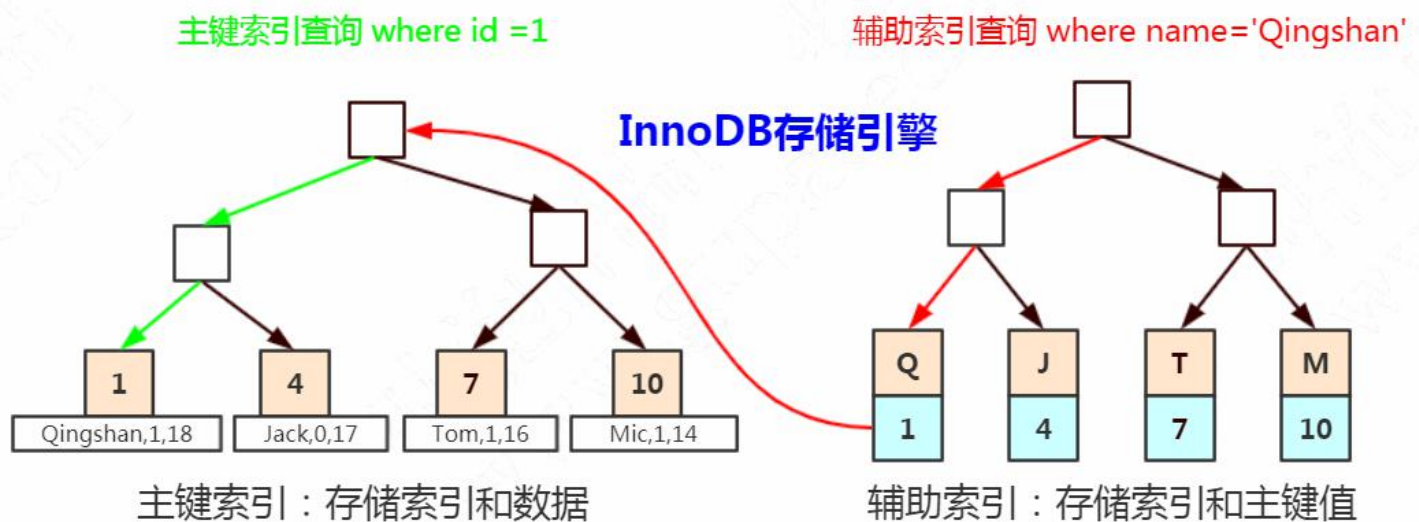 主键索引查询 where id =1
辅助索引查询 where name='Qingshan'
InnoDB存储引擎
1
4
7
10
Qingshan,1,18
Jack,0,17
Tom,1,16
Mic,1,14
Q
J
T
M
1
4
7
10
主键索引：存储索引和数据
辅助索引：存储索引和主键值